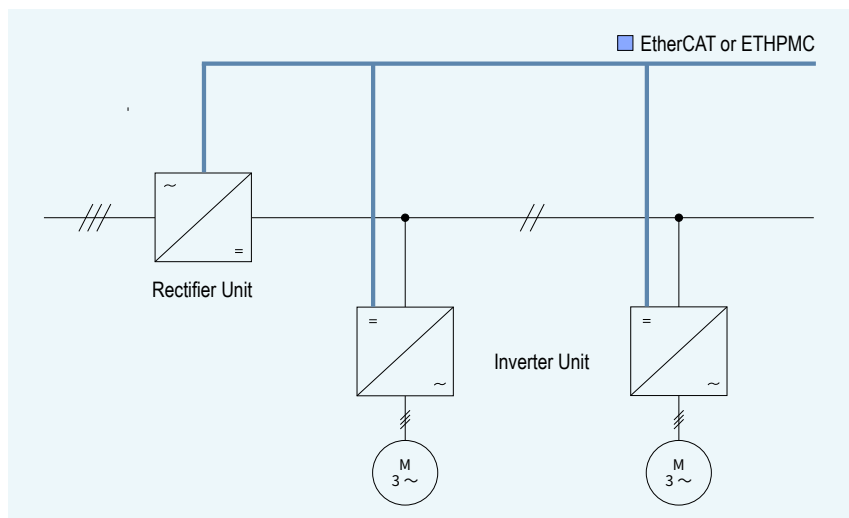 EtherCAT or ETHPMC
~
=
Rectifier Unit
=
~
Inverter Unit
=
~
M
3 ~
M
3 ~